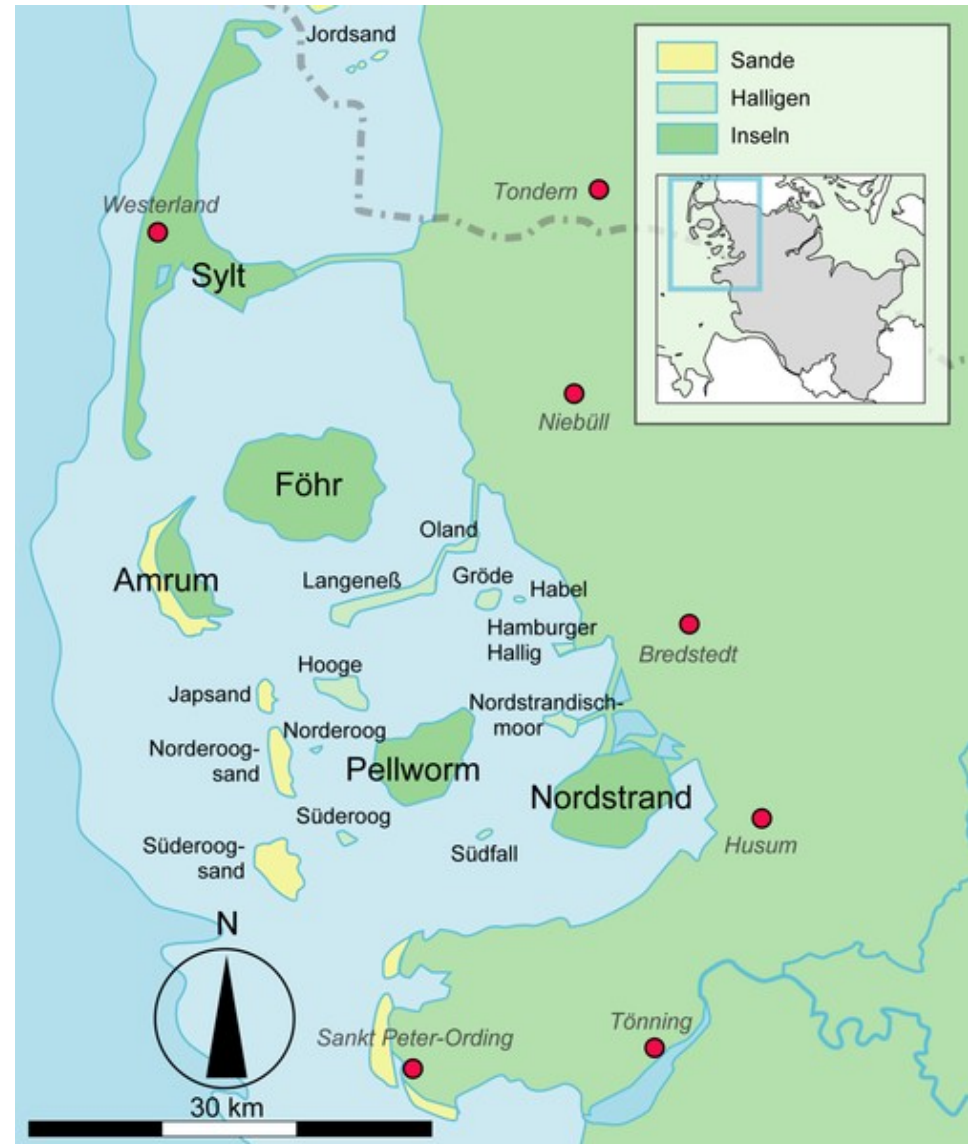 Jordsand
Sande
Halligen
Inseln
Tondern
Westerland
Sylt
Niebüll
Föhr
Oland
Amrum
Langeneß
Gröde
Habel
Hamburger
Hallig
Bredstedt
Hooge
Japsand
Nordstrandisch-
moor
Norderoog
Norderoog-
sand
Pellworm
Nordstrand
Süderoog
Südfall
Husum
Süderoog-
sand
N
Tönning
Sankt Peter-Ording
30 km